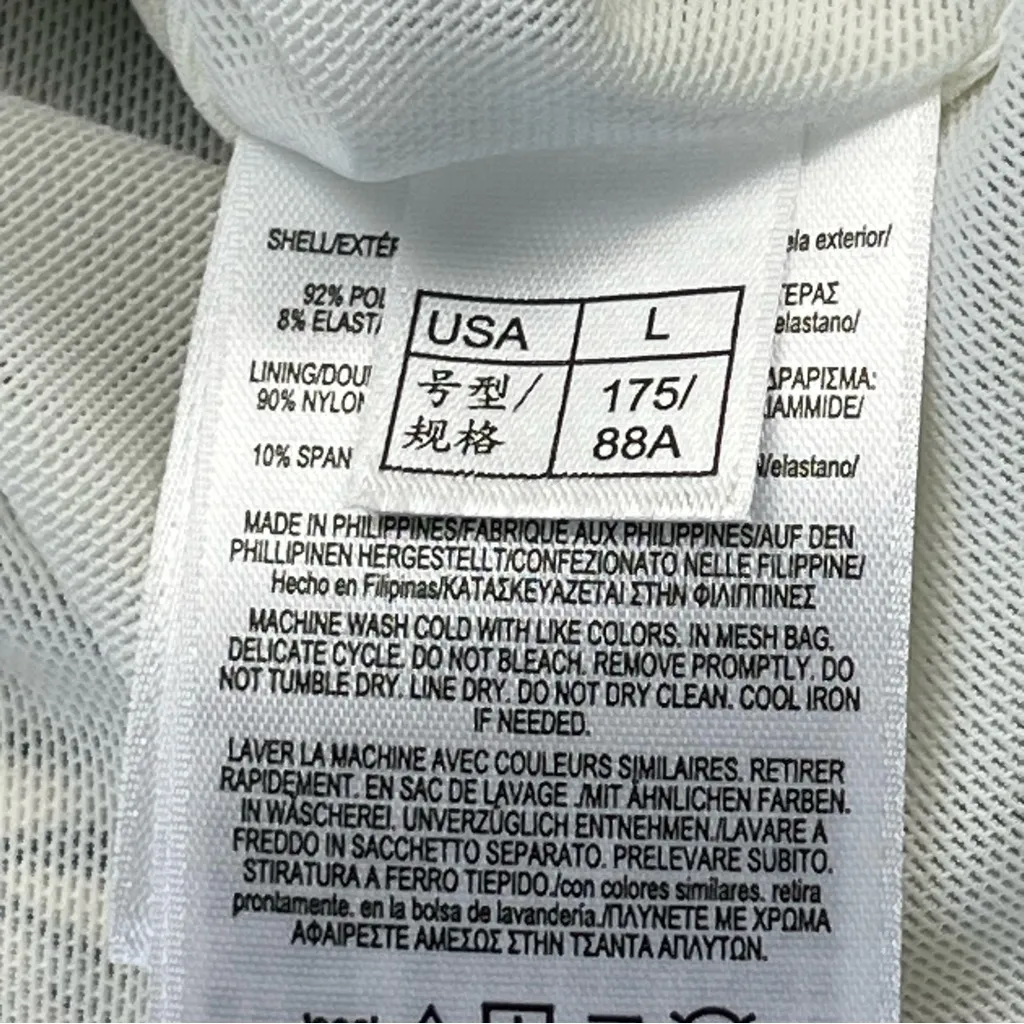 SHELL/EXTÉ
ela exterior/
92% POL
ΤΕΡΑΣ
8% ELAST
elastano/
USA L
LINING/DOU
ΔΡΑΡΙΣΜΑ:
90% NYLO
IAMMIDE/
号型/ 175/
规格 88A
10% SPAN
/elastano/
MADE IN PHILIPPINES/FABRIQUE AUX PHILIPPINES/AUF DEN
PHILLIPINEN HERGESTELLT/CONFEZIONATO NELLE FILIPPINE/
Hecho en Filipinas/ΚΑΤΑΣΚΕΥΑΖΕΤΑΙ ΣΤΗΝ ΦΙΛΙΠΠΙΝΕΣ
MACHINE WASH COLD WITH LIKE COLORS. IN MESH BAG.
DELICATE CYCLE. DO NOT BLEACH. REMOVE PROMPTLY. DO
NOT TUMBLE DRY. LINE DRY. DO NOT DRY CLEAN. COOL IRON
IF NEEDED.
LAVER LA MACHINE AVEC COULEURS SIMILAIRES. RETIRER
RAPIDEMENT. EN SAC DE LAVAGE ./MIT ÄHNLICHEN FARBEN.
IN WÄSCHEREI. UNVERZÜGLICH ENTNEHMEN./LAVARE A
FREDDO IN SACCHETTO SEPARATO. PRELEVARE SUBITO.
STIRATURA A FERRO TIEPIDO./con colores similares. retira
prontamente. en la bolsa de lavandería./ΠΛΥΝΕΤΕ ΜΕ ΧΡΩΜΑ
ΑΦΑΙΡΕΣΤΕ ΑΜΕΣΩΣ ΣΤΗΝ ΤΣΑΝΤΑ ΑΠΛΥΤΩΝ.